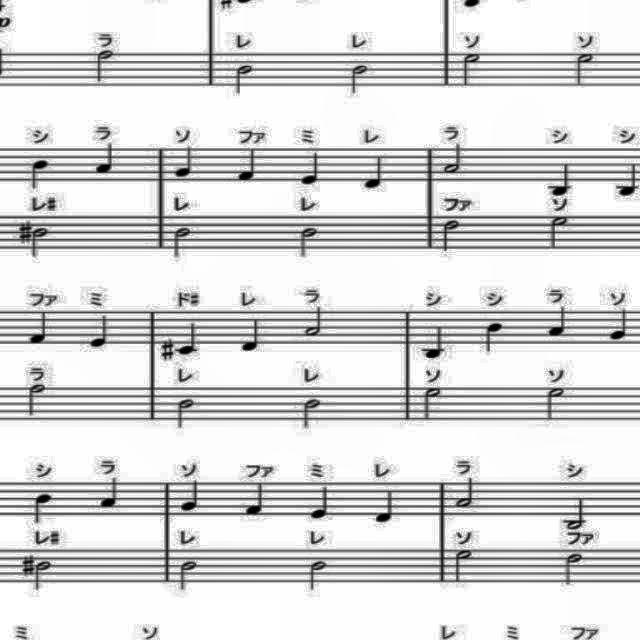 p
ラ レ レ ソ ソ
シ ラ ソ ファ ミ レ ラ シ シ
レ# レ レ ファ ソ
ファ ミ ド# レ ラ シ シ ラ ソ
ラ レ レ ソ ソ
シ ラ ソ ファ ミ レ ラ シ
レ# レ レ ソ ファ
ミ ソ レ ミ ファ